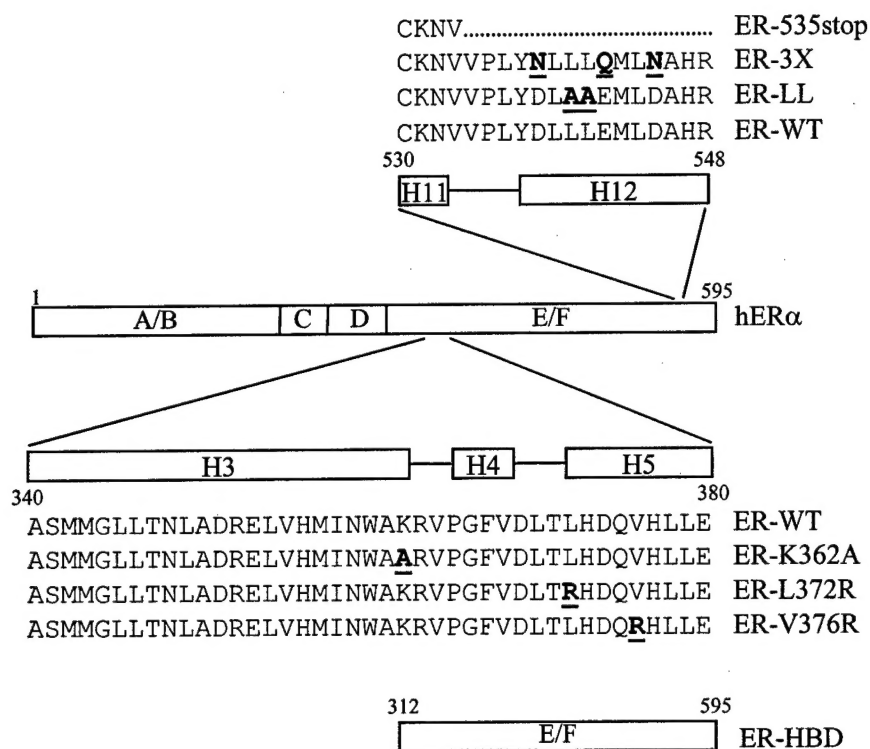 CKNV...................................... ER-535stop
CKNVVPLYNLLLQMLNAHR ER-3X
CKNVVPLYDLLAAEMLDAHR ER-LL
CKNVVPLYDLLLEMLDAHR ER-WT
530 548
H11 H12
1 595
A/B C D E/F hERα
H3 H4 H5
340 380
ASMMGLLTNLADRELVHMINWAKRVPGFVDLTLHDQVHLLE ER-WT
ASMMGLLTNLADRELVHMINWAARVPGFVDLTLHDQVHLLE ER-K362A
ASMMGLLTNLADRELVHMINWAKRVPGFVDLTRHDQVHLLE ER-L372R
ASMMGLLTNLADRELVHMINWAKRVPGFVDLTLHDQRHLLE ER-V376R
312 595
E/F ER-HBD